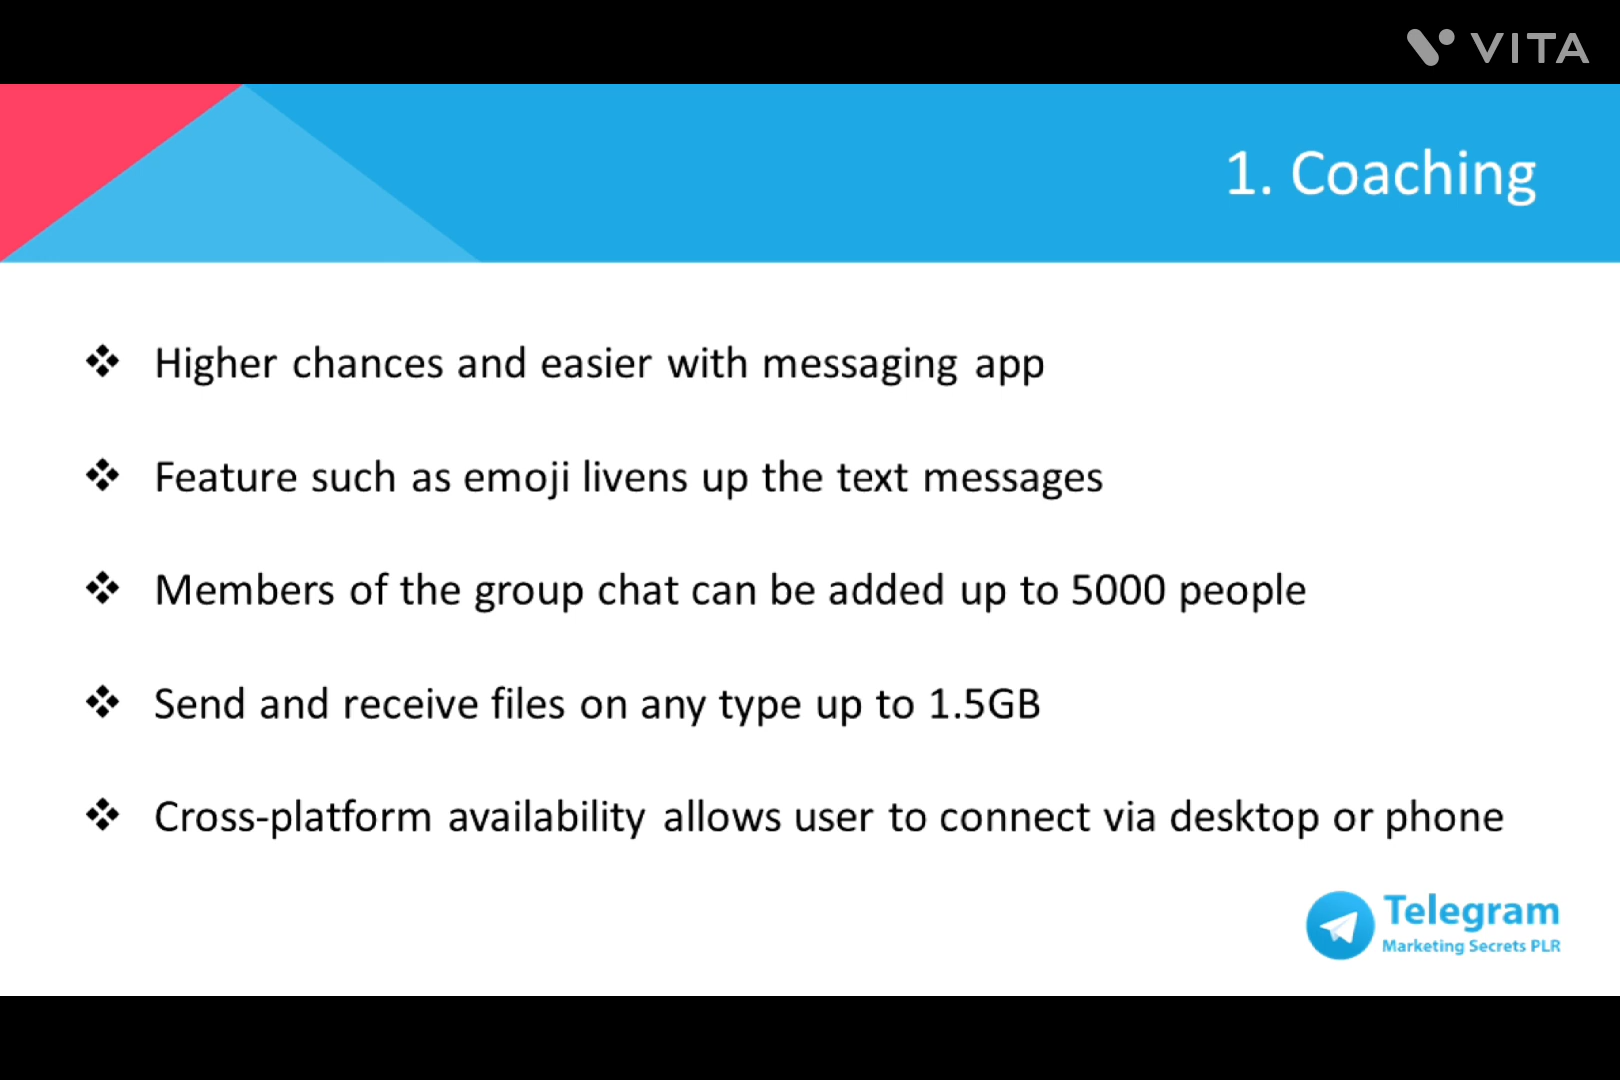 VITA
1. Coaching
❖ Higher chances and easier with messaging app
❖ Feature such as emoji livens up the text messages
❖ Members of the group chat can be added up to 5000 people
❖ Send and receive files on any type up to 1.5GB
❖ Cross-platform availability allows user to connect via desktop or phone
Telegram
Marketing Secrets PLR